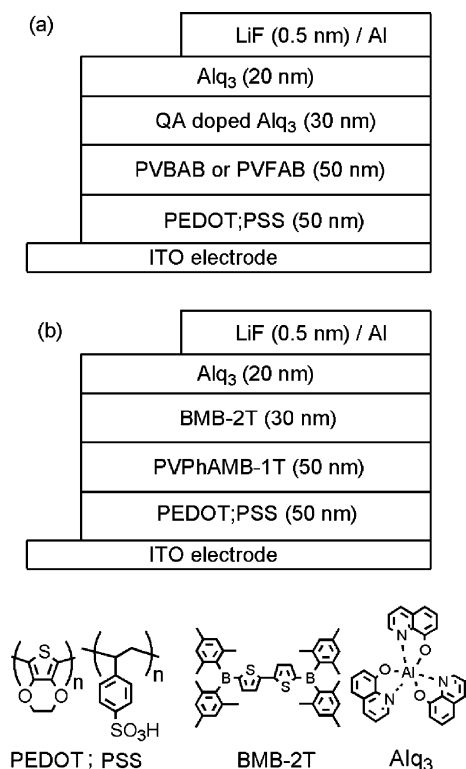 (a)
LiF (0.5 nm) / Al
Alq3 (20 nm)
QA doped Alq3 (30 nm)
PVBAB or PVFAB (50 nm)
PEDOT;PSS (50 nm)
ITO electrode
(b)
LiF (0.5 nm) / Al
Alq3 (20 nm)
BMB-2T (30 nm)
PVPhAMB-1T (50 nm)
PEDOT;PSS (50 nm)
ITO electrode
S
n
O O
n
SO3H
B
S
S
B
N
O
Al
N
O
O
N
PEDOT ; PSS
BMB-2T
Alq3